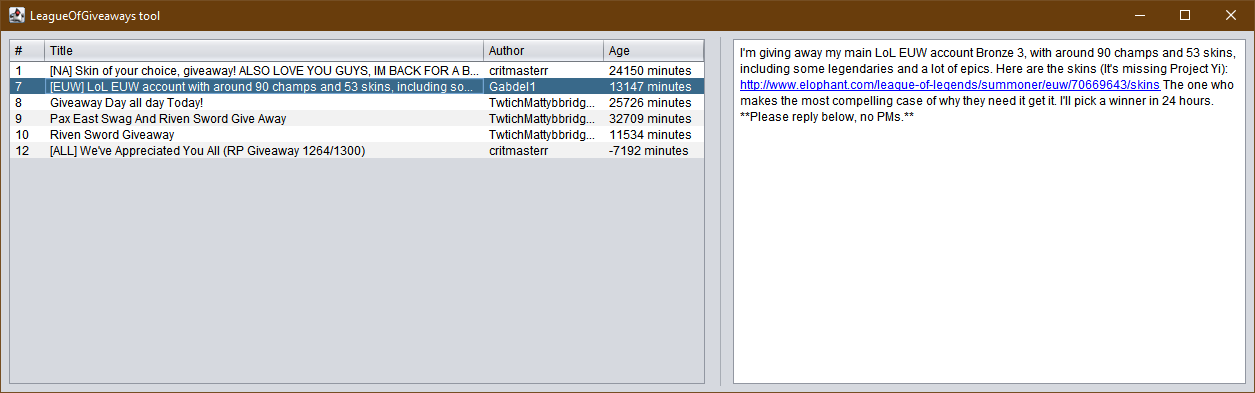 LeagueOfGiveaways tool
# Title Author Age
1 [NA] Skin of your choice, giveaway! ALSO LOVE YOU GUYS, IM BACK FOR A B... critmasterr 24150 minutes
7 [EUW] LoL EUW account with around 90 champs and 53 skins, including so... Gabdel1 13147 minutes
8 Giveaway Day all day Today! TwtichMattybbridg... 25726 minutes
9 Pax East Swag And Riven Sword Give Away TwtichMattybbridg... 32709 minutes
10 Riven Sword Giveaway TwtichMattybbridg... 11534 minutes
12 [ALL] We've Appreciated You All (RP Giveaway 1264/1300) critmasterr -7192 minutes
I'm giving away my main LoL EUW account Bronze 3, with around 90 champs and 53 skins,
including some legendaries and a lot of epics. Here are the skins (It's missing Project Yi):
http://www.elophant.com/league-of-legends/summoner/euw/70669643/skins The one who
makes the most compelling case of why they need it get it. I'll pick a winner in 24 hours.
**Please reply below, no PMs.**